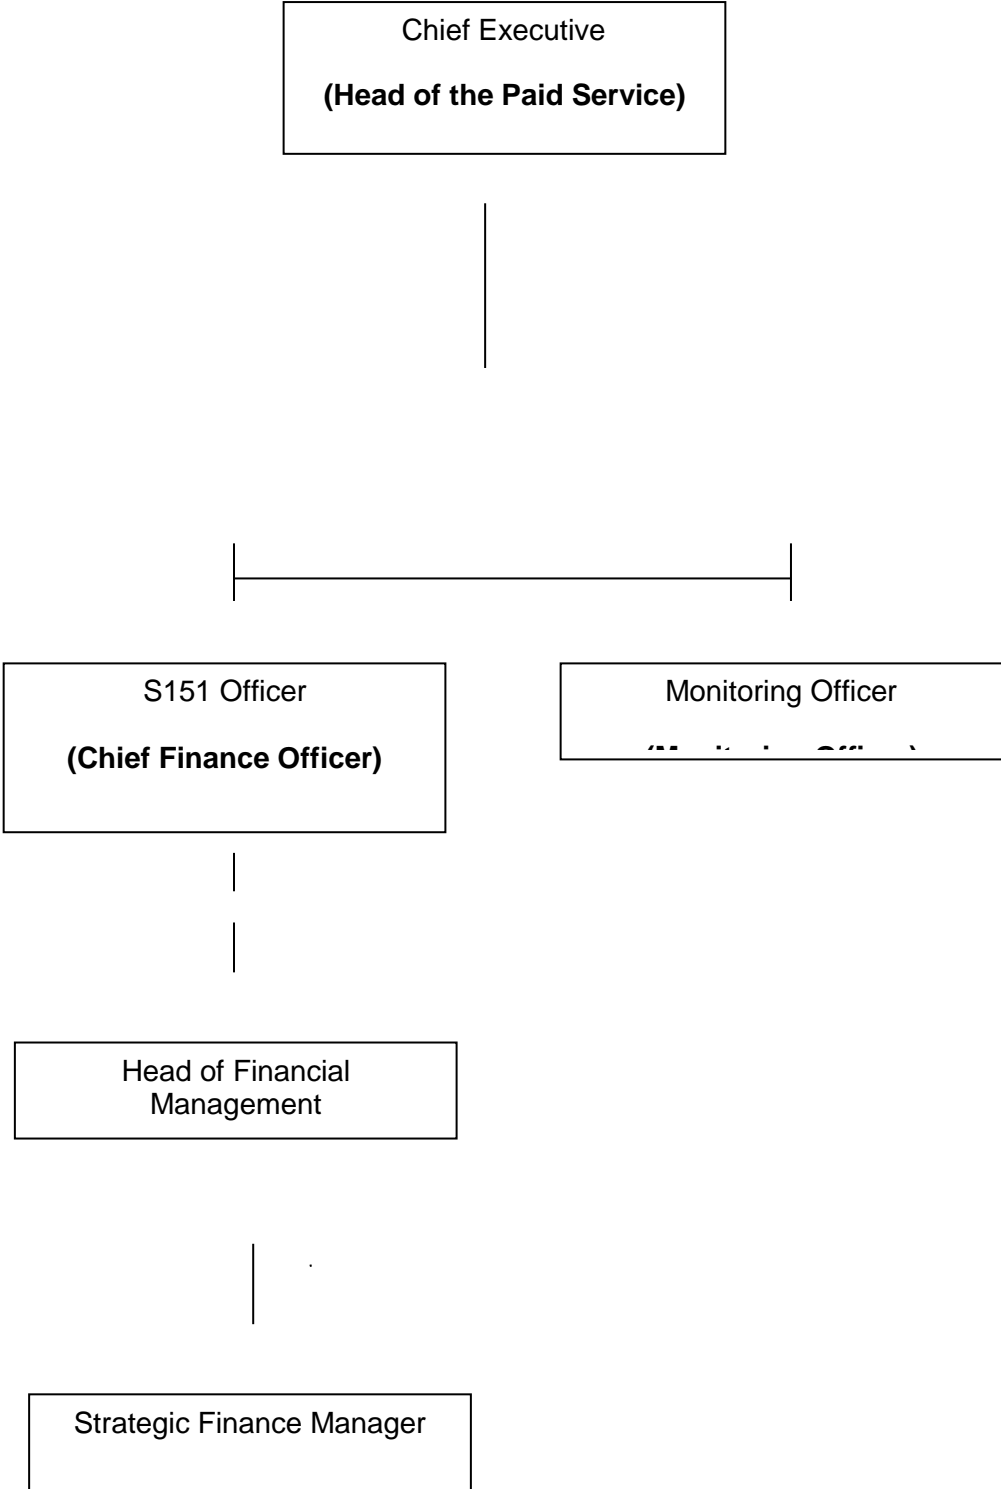 Chief Executive
(Head of the Paid Service)
S151 Officer
(Chief Finance Officer)
Monitoring Officer
Head of Financial
Management
Strategic Finance Manager